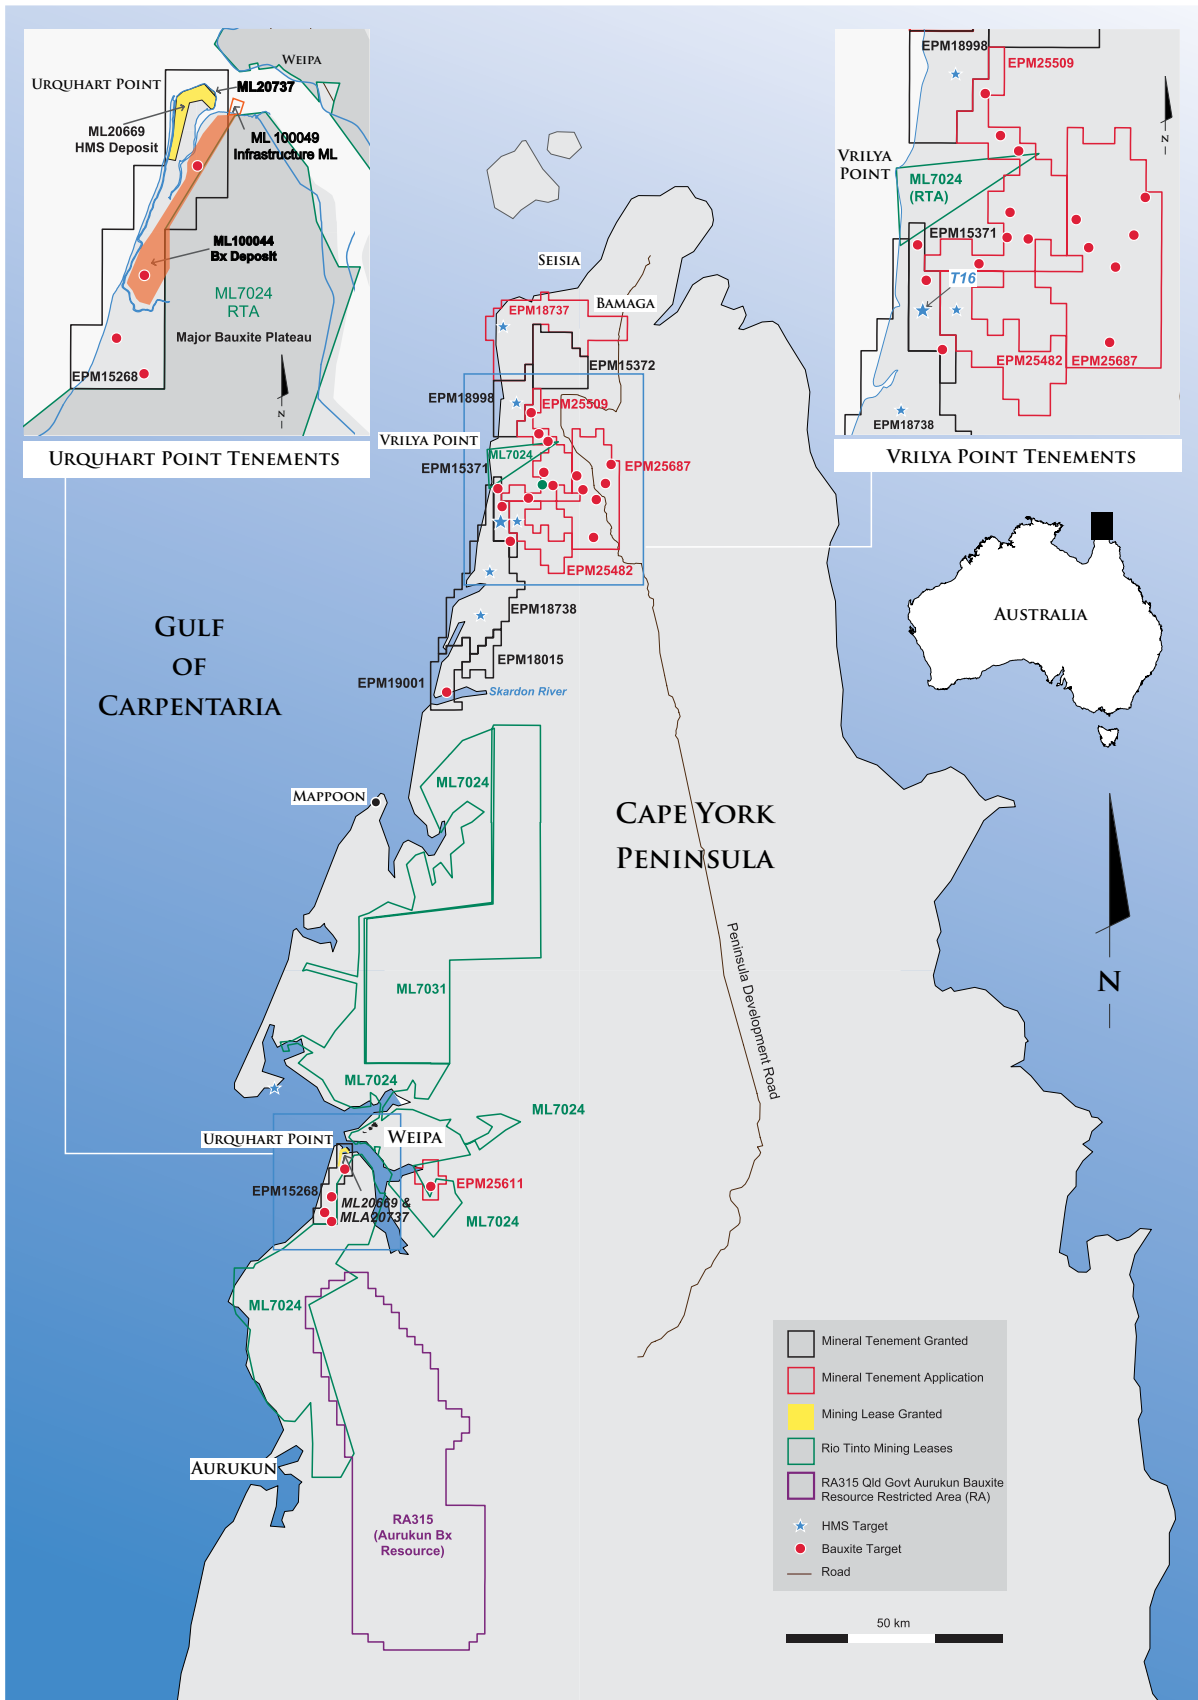 URQUHART POINT
WEIPA
ML20737
ML20669
HMS Deposit
ML 100049
Infrastructure ML
ML100044
Bx Deposit
ML7024
RTA
Major Bauxite Plateau
EPM15268
N
URQUHART POINT TENEMENTS
EPM18998
EPM25509
N
VRILYA
POINT
ML7024
(RTA)
EPM15371
T16
EPM25482
EPM25687
EPM18738
VRILYA POINT TENEMENTS
SEISIA
BAMAGA
EPM18737
EPM15372
EPM18998
EPM25509
VRILYA POINT
ML7024
EPM15371
EPM25687
EPM25482
EPM18738
EPM18015
EPM19001
Skardon River
AUSTRALIA
GULF
OF
CARPENTARIA
ML7024
MAPPOON
CAPE YORK
PENINSULA
Peninsula Development Road
ML7031
N
ML7024
ML7024
URQUHART POINT
WEIPA
EPM15268
ML20669 &
MLA20737
EPM25611
ML7024
ML7024
AURUKUN
RA315
(Aurukun Bx
Resource)
Mineral Tenement Granted
Mineral Tenement Application
Mining Lease Granted
Rio Tinto Mining Leases
RA315 Qld Govt Aurukun Bauxite
Resource Restricted Area (RA)
HMS Target
Bauxite Target
Road
50 km